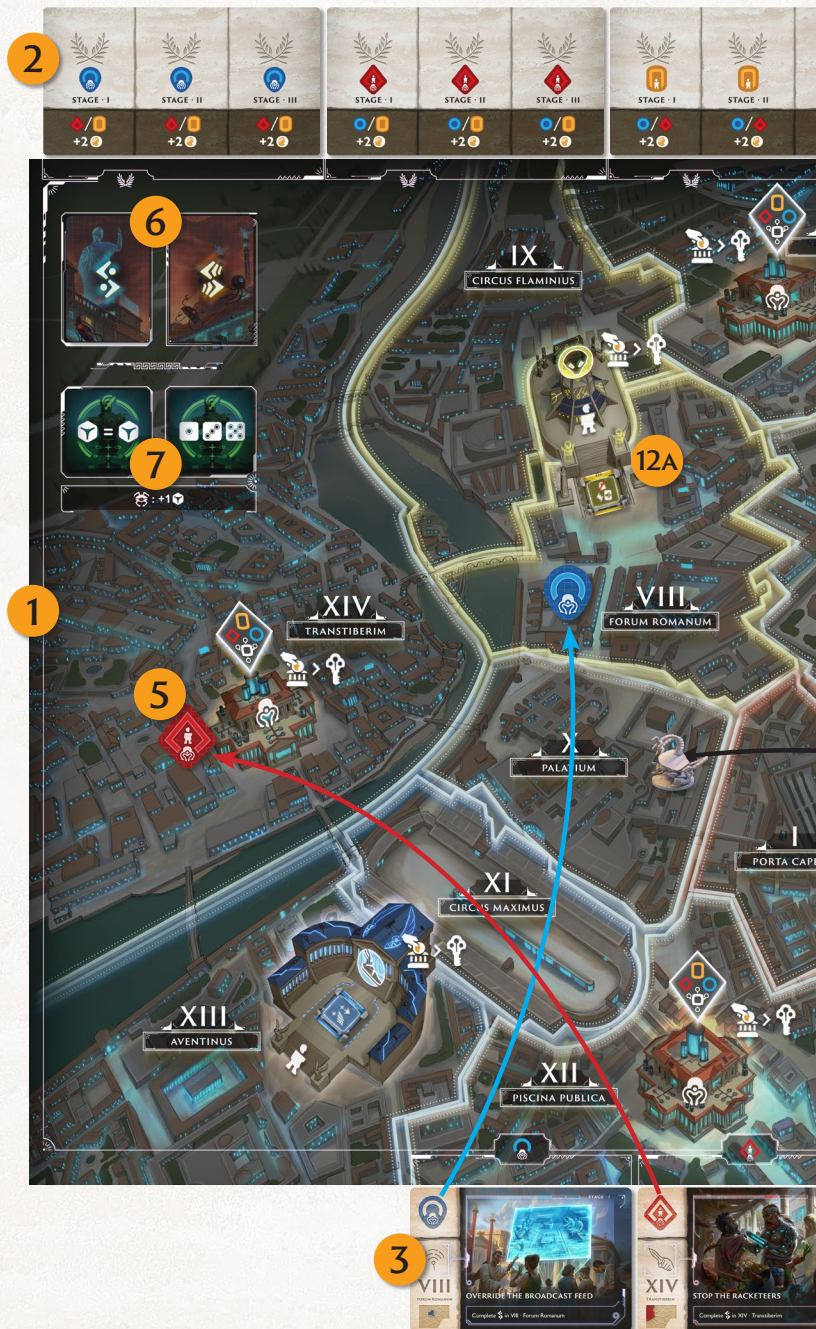 2
STAGE · I STAGE · II STAGE · III STAGE · I STAGE · II STAGE · III STAGE · I STAGE · II
/ / / / / / / /
+2 +2 +2 +2 +2 +2 +2 +2
6
IX
CIRCUS FLAMINIUS
>
>
=
7
: +1
12A
1
XIV
TRANSTIBERIM
VIII
FORUM ROMANUM
>
5
X
PALATIUM
I
PORTA CAPE
XI
CIRCUS MAXIMUS
>
XIII
AVENTINUS
>
XII
PISCINA PUBLICA
3
STAGE · I
VIII
FORUM ROMANUM
OVERRIDE THE BROADCAST FEED
Complete in VIII · Forum Romanum
XIV
TRANSTIBERIM
STOP THE RACKETEERS
Complete in XIV · Transtiberim